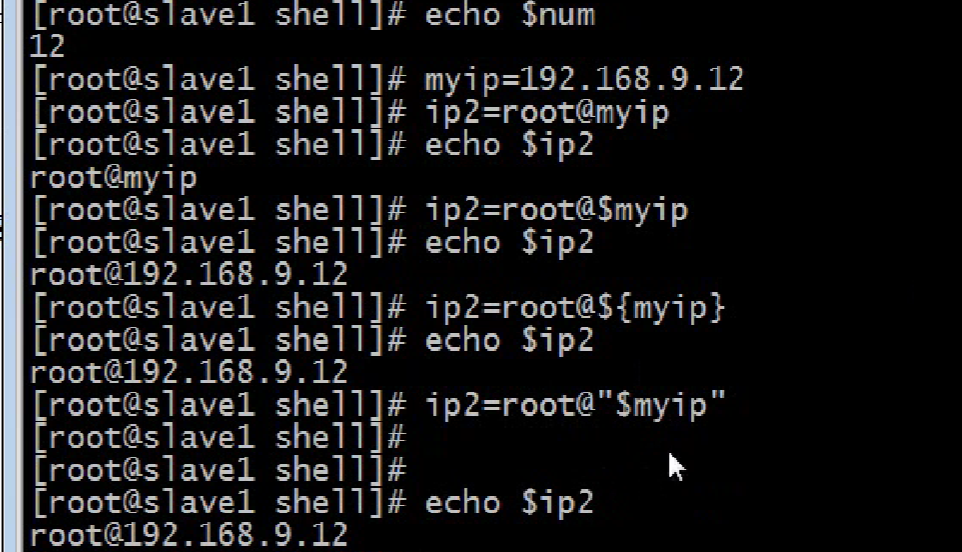 [root@slave1 shell]# echo $num
12
[root@slave1 shell]# myip=192.168.9.12
[root@slave1 shell]# ip2=root@myip
[root@slave1 shell]# echo $ip2
root@myip
[root@slave1 shell]# ip2=root@$myip
[root@slave1 shell]# echo $ip2
root@192.168.9.12
[root@slave1 shell]# ip2=root@${myip}
[root@slave1 shell]# echo $ip2
root@192.168.9.12
[root@slave1 shell]# ip2=root@"$myip"
[root@slave1 shell]#
[root@slave1 shell]#
[root@slave1 shell]# echo $ip2
root@192.168.9.12